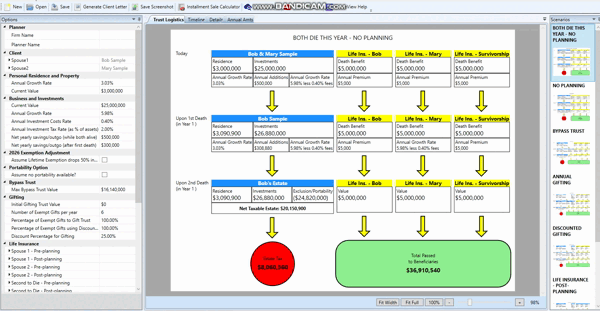 New Open Save Generate Client Letter Save Screenshot Installment Sale Calculator View Help
BANDICAM
Options
Planner
Firm Name
Planner Name
Client
Spouse1 Bob Sample
Spouse2 Mary Sample
Personal Residence and Property
Annual Growth Rate 3.03%
Current Value $3,000,000
Business and Investments
Current Value $25,000,000
Annual Growth Rate 5.98%
Annual Investment Costs Rate 0.40%
Annual Investment Tax Rate (as % of assets) 2.00%
Net yearly savings/outgo (while both alive) $500,000
Net yearly savings/outgo (after first death) $300,000
2026 Exemption Adjustment
Assume Lifetime Exemption drops 50% in...
Portability Option
Assume no portability available?
Bypass Trust
Max Bypass Trust Value $16,140,000
Gifting
Initial Gifting Trust Value $0
Number of Exempt Gifts per year 6
Percentage of Exempt Gifts to Gift Trust 100.00%
Percentage of Exempt Gifts using Discoun... 100.00%
Discount Percentage for Gifting 25.00%
Life Insurance
Spouse 1 - Pre-planning
Spouse 1 - Post-planning
Spouse 2 - Pre-planning
Spouse 2 - Post-planning
Second to Die - Pre-planning
Second to Die - Post-planning
Trust Logistics Timeline Details Annual Amts
BOTH DIE THIS YEAR - NO PLANNING
Today
Bob & Mary Sample
Residence Investments
$3,000,000 $25,000,000
Annual Growth Rate Annual Additions Annual Growth Rate
3.03% $500,000 5.98% less 0.40% fees
Life Ins. - Bob
Death Benefit
$5,000,000
Annual Premium
$5,000
Life Ins. - Mary
Death Benefit
$5,000,000
Annual Premium
$5,000
Life Ins. - Survivorship
Death Benefit
$5,000,000
Annual Premium
$5,000
Upon 1st Death
(in Year 1)
Bob Sample
Residence Investments
$3,090,900 $26,880,000
Annual Growth Rate Annual Additions Annual Growth Rate
3.03% 5.98% less 0.40% fees
Life Ins. - Bob
Death Benefit
$5,000,000
Annual Premium
$5,000
Life Ins. - Mary
Death Benefit
$5,000,000
Annual Premium
$5,000
Life Ins. - Survivorship
Death Benefit
$5,000,000
Annual Premium
$5,000
Upon 2nd Death
(in Year 1)
Bob's Estate
Residence Investments Exclusion/Portability
$3,090,900 $26,880,000 ($24,820,000)
Net Taxable Estate: $20,150,900
Life Ins. - Bob
Value
$5,000,000
Life Ins. - Mary
Value
$5,000,000
Life Ins. - Survivorship
Value
$5,000,000
Total Passed
to Beneficiaries
$36,910,540
Fit Width Fit Full 100% 98%
Scenarios
BOTH DIE THIS YEAR - NO PLANNING
NO PLANNING
BYPASS TRUST
ANNUAL GIFTING
DISCOUNTED GIFTING
LIFE INSURANCE - POST-PLANNING